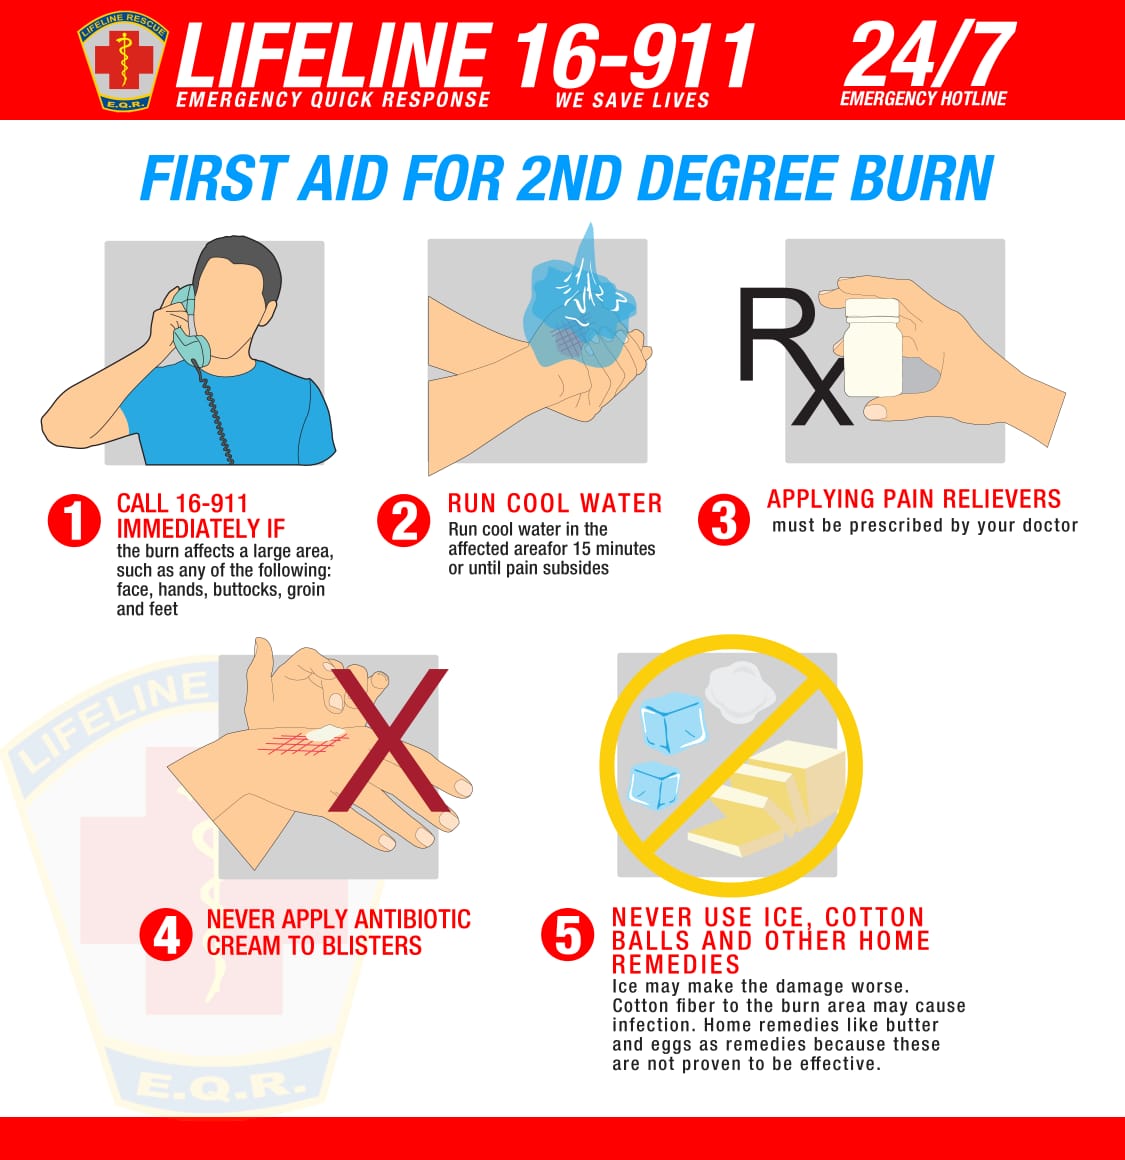 LIFELINE RESCUE
E.Q.R.
LIFELINE 16-911
EMERGENCY QUICK RESPONSE
WE SAVE LIVES
24/7
EMERGENCY HOTLINE
FIRST AID FOR 2ND DEGREE BURN
Rx
1
CALL 16-911
IMMEDIATELY IF
the burn affects a large area,
such as any of the following:
face, hands, buttocks, groin
and feet
2
RUN COOL WATER
Run cool water in the
affected areafor 15 minutes
or until pain subsides
3
APPLYING PAIN RELIEVERS
must be prescribed by your doctor
X
LIFELINE
E.Q.R.
4
NEVER APPLY ANTIBIOTIC
CREAM TO BLISTERS
5
NEVER USE ICE, COTTON
BALLS AND OTHER HOME
REMEDIES
Ice may make the damage worse.
Cotton fiber to the burn area may cause
infection. Home remedies like butter
and eggs as remedies because these
are not proven to be effective.